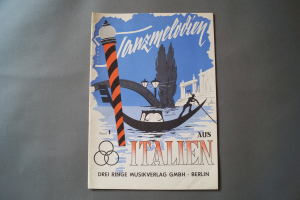 Tanzmelodien
AUS
ITALIEN
DREI RINGE MUSIKVERLAG GMBH · BERLIN